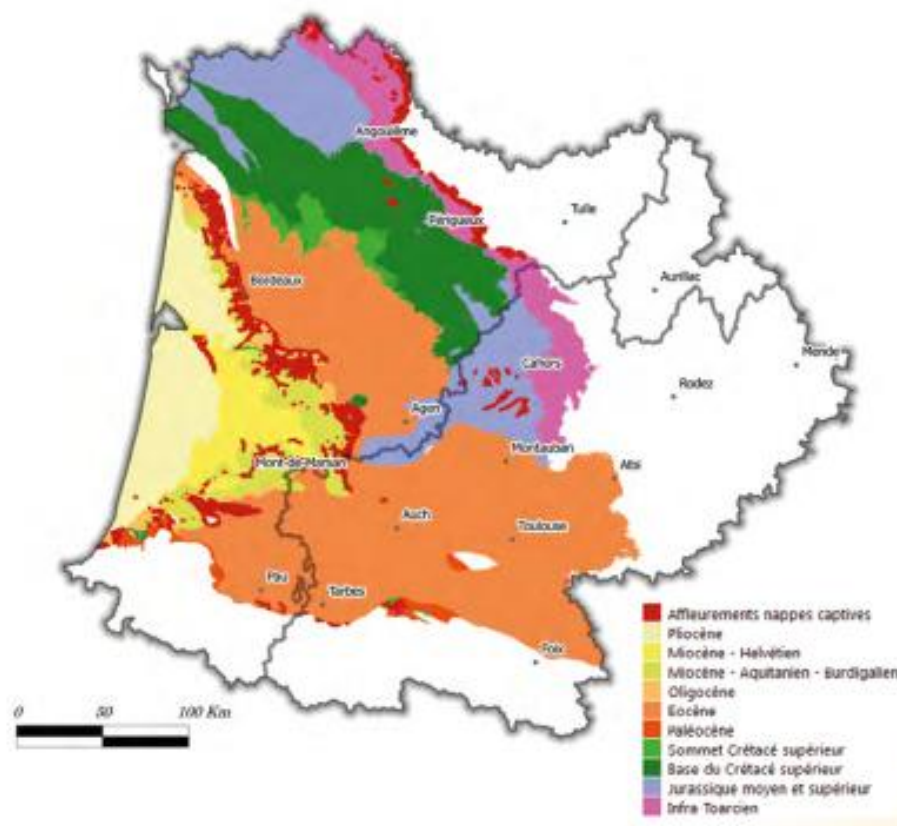 Angoulême
Périgueux
Tulle
Aurillac
Bordeaux
Mende
Cahors
Rodez
Agen
Montauban
Mont-de-Marsan
Albi
Auch
Toulouse
Pau
Tarbes
Foix
0 50 100 Km
Affleurements nappes captives
Pliocène
Miocène - Helvétien
Miocène - Aquitanien - Burdigalien
Oligocène
Eocène
Paléocène
Sommet Crétacé supérieur
Base du Crétacé supérieur
Jurassique moyen et supérieur
Infra Toarcien